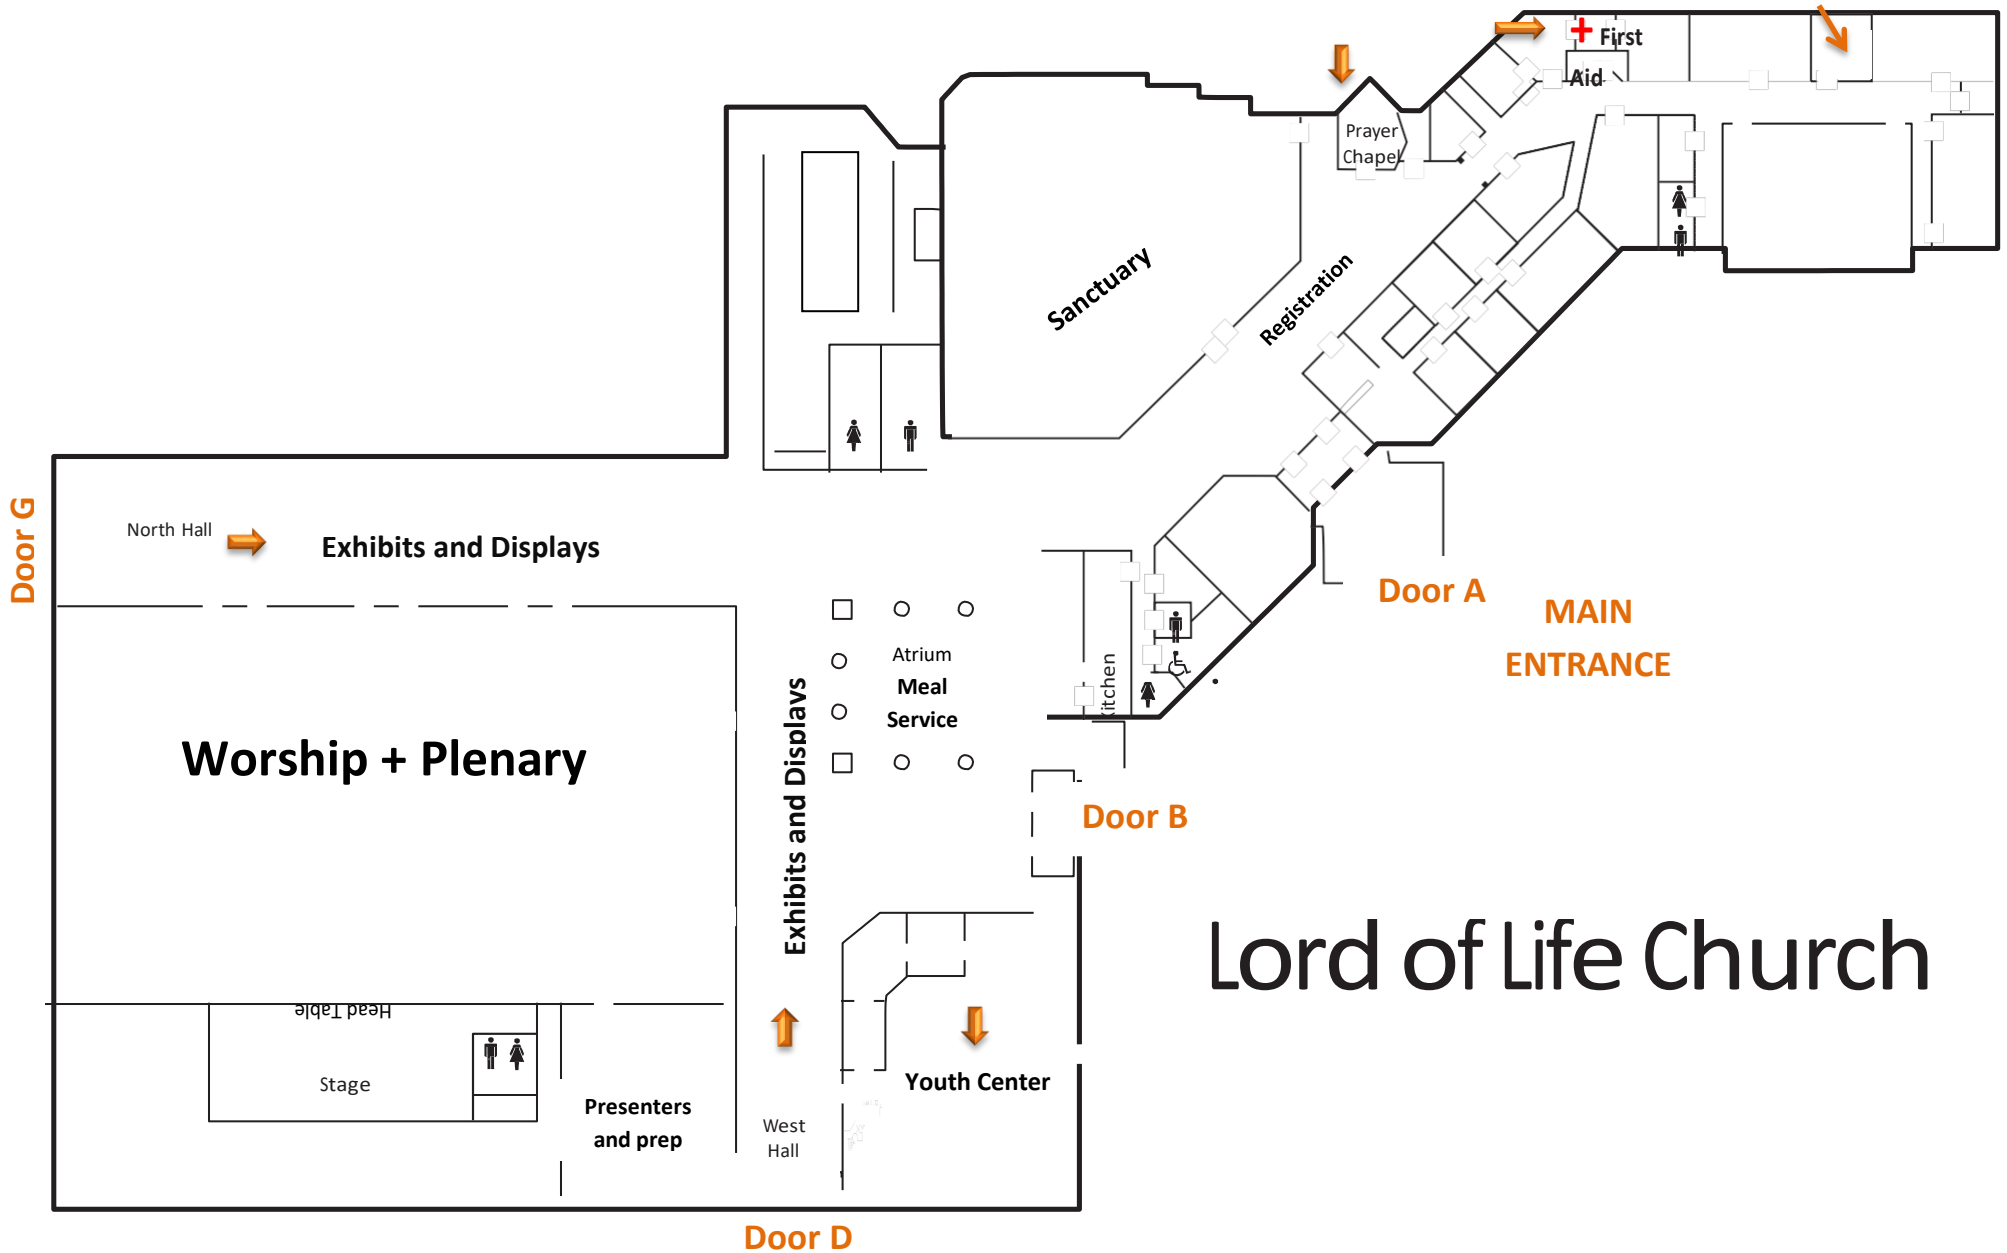 First
Aid
Prayer
Chapel
Sanctuary
Registration
Door G
North Hall
Exhibits and Displays
Door A
MAIN
ENTRANCE
Atrium
Meal
Service
Kitchen
Exhibits and Displays
Worship + Plenary
Door B
Lord of Life Church
Head Table
Stage
Presenters
and prep
West
Hall
Youth Center
Door D